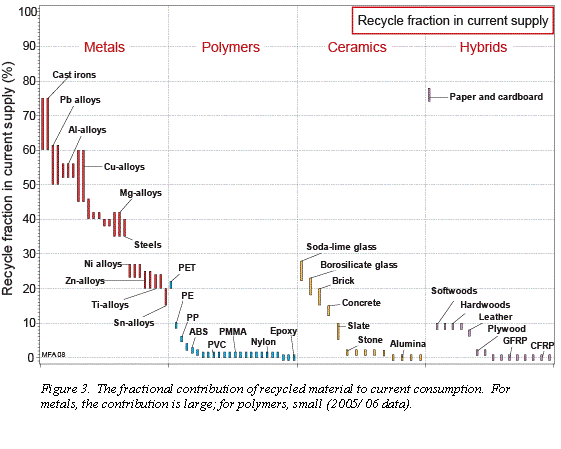 Recycle fraction in current supply
Metals Polymers Ceramics Hybrids
Recycle fraction in current supply (%)
100
90
80
70
60
50
40
30
20
10
0
Cast irons
Pb alloys
Al-alloys
Cu-alloys
Mg-alloys
Steels
Ni alloys
Zn-alloys
Ti-alloys
Sn-alloys
PET
PE
PP
ABS
PVC
PMMA
Nylon
Epoxy
Soda-lime glass
Borosilicate glass
Brick
Concrete
Slate
Stone
Alumina
Paper and cardboard
Softwoods
Hardwoods
Leather
Plywood
GFRP
CFRP
MFA 08
Figure 3. The fractional contribution of recycled material to current consumption. For
metals, the contribution is large; for polymers, small (2005/ 06 data).